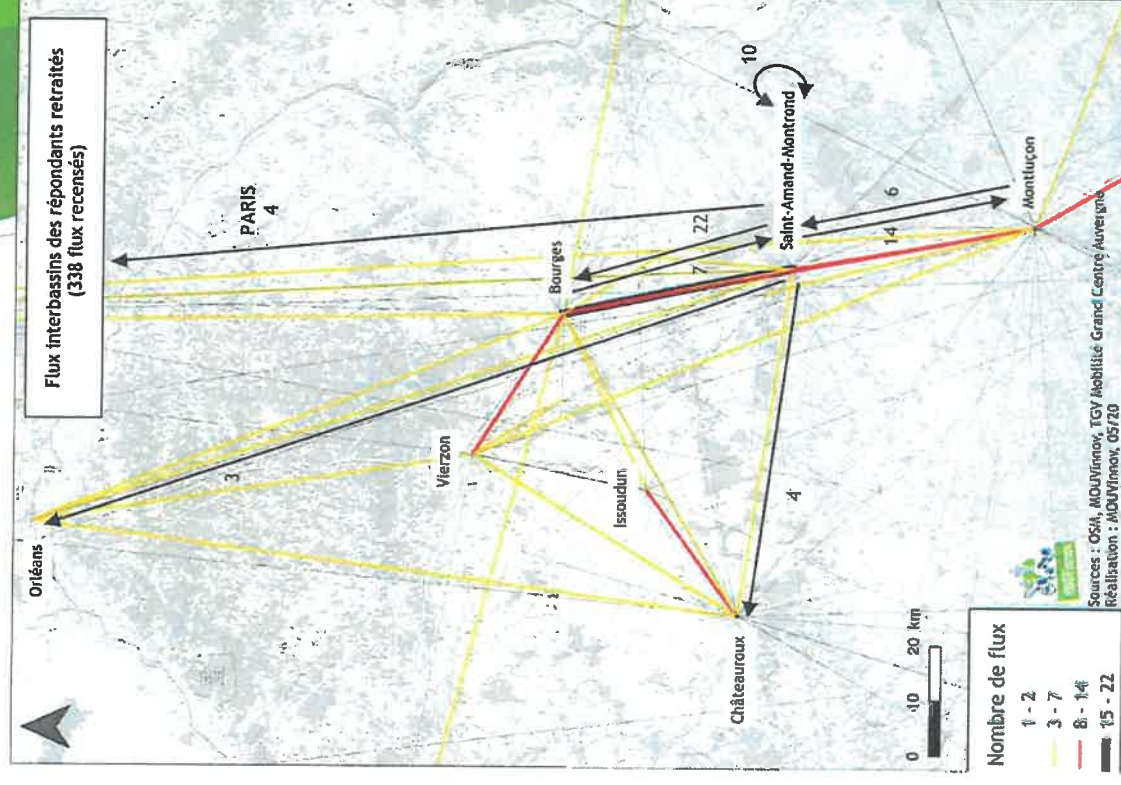 Flux interbassins des répondants retraités
(338 flux recensés)
Orléans
PARIS
4
3
Vierzon
Bourges
22
7
10
Saint-Amand-Montrond
Issoudun
6
14
4
Montluçon
Châteauroux
0 10 20 km
Nombre de flux
1 - 2
3 - 7
8 - 14
15 - 22
Sources : OSM, MOUVinnov, TGV Mobilité Grand Centre Auvergne
Réalisation : MOUVinnov, 05/20